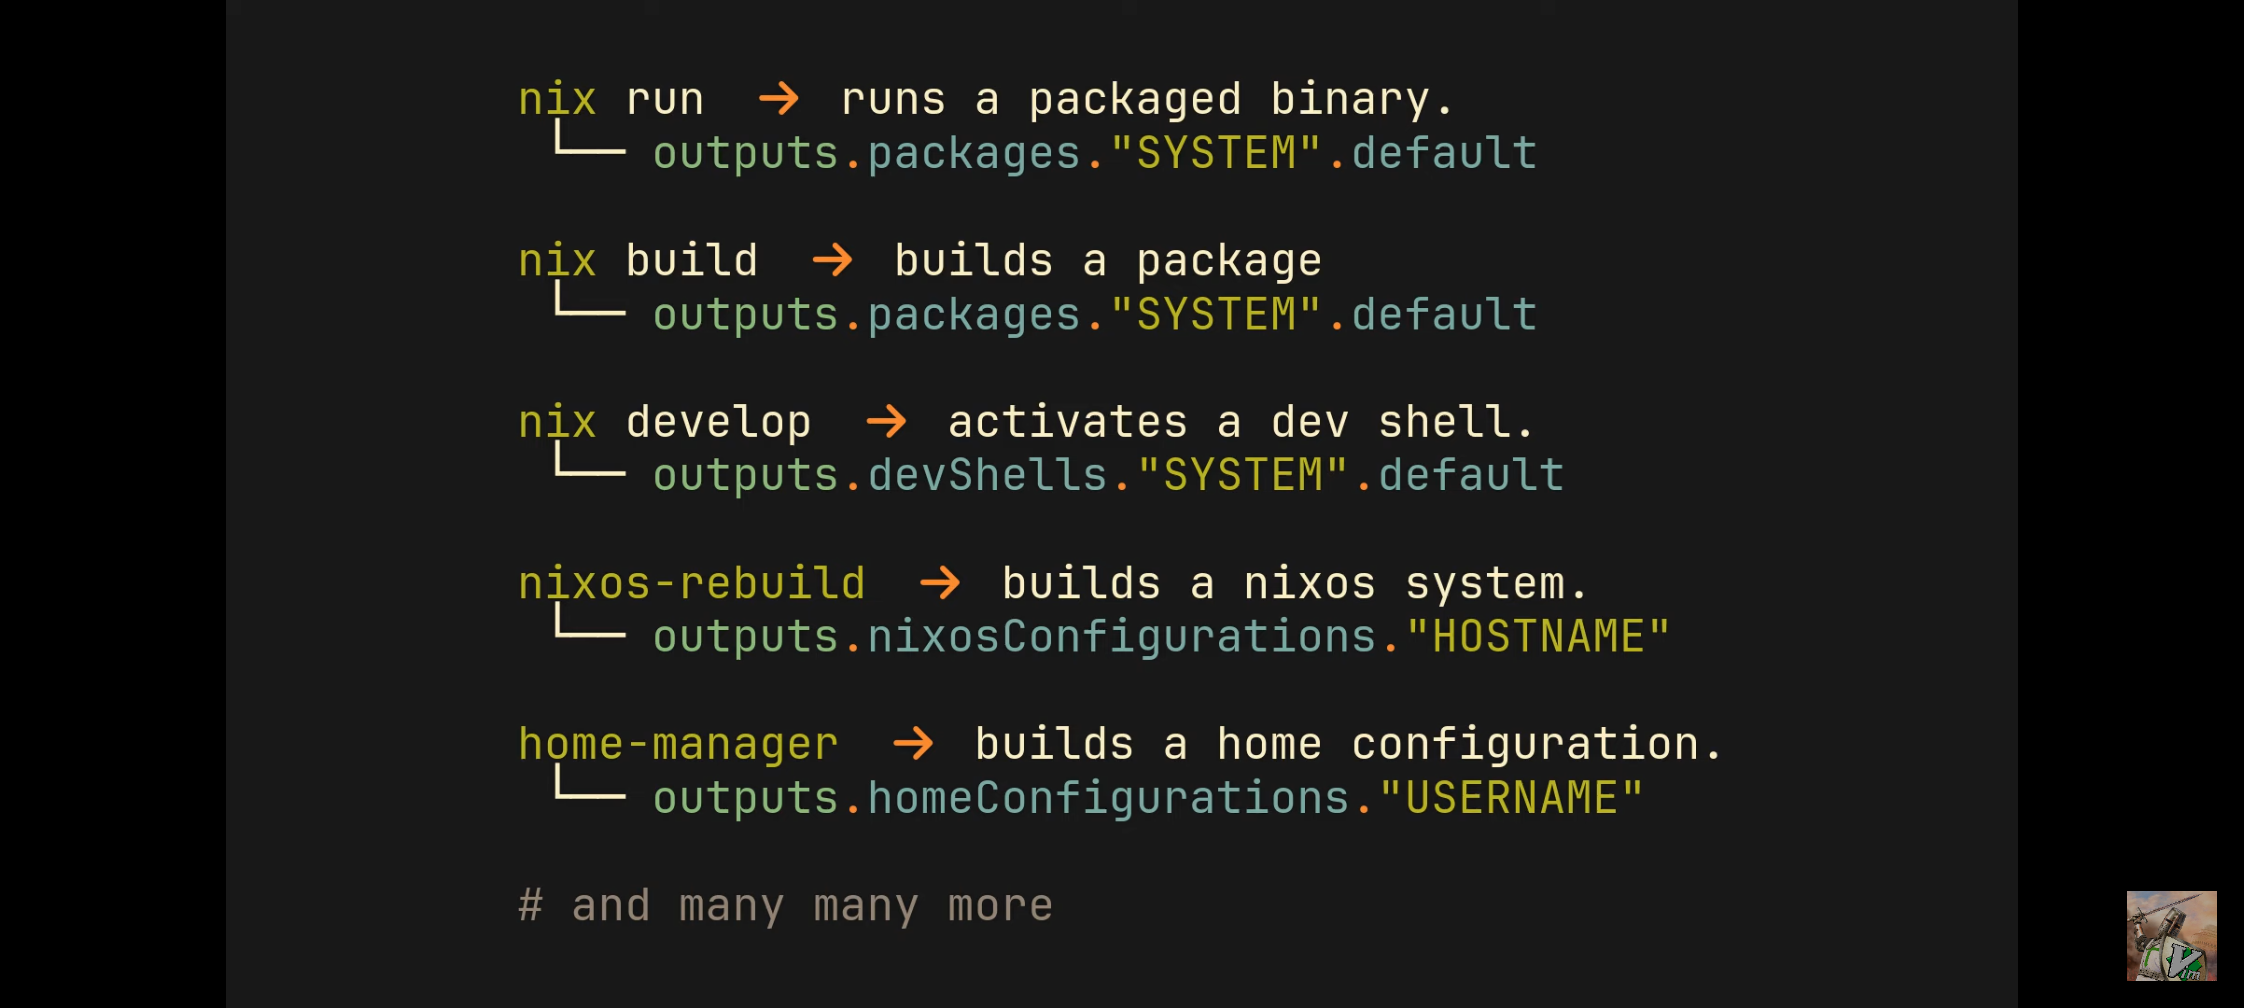 nix run → runs a packaged binary.
└── outputs.packages."SYSTEM".default
nix build → builds a package
└── outputs.packages."SYSTEM".default
nix develop → activates a dev shell.
└── outputs.devShells."SYSTEM".default
nixos-rebuild → builds a nixos system.
└── outputs.nixosConfigurations."HOSTNAME"
home-manager → builds a home configuration.
└── outputs.homeConfigurations."USERNAME"
# and many many more
Vim